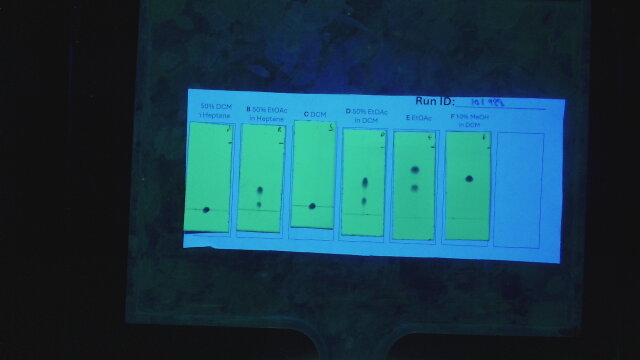 Run ID: 101988
50% DCM
in Heptane
B 50% EtOAc
in Heptane
C DCM
D 50% EtOAc
in DCM
E EtOAc
F 10% MeOH
in DCM